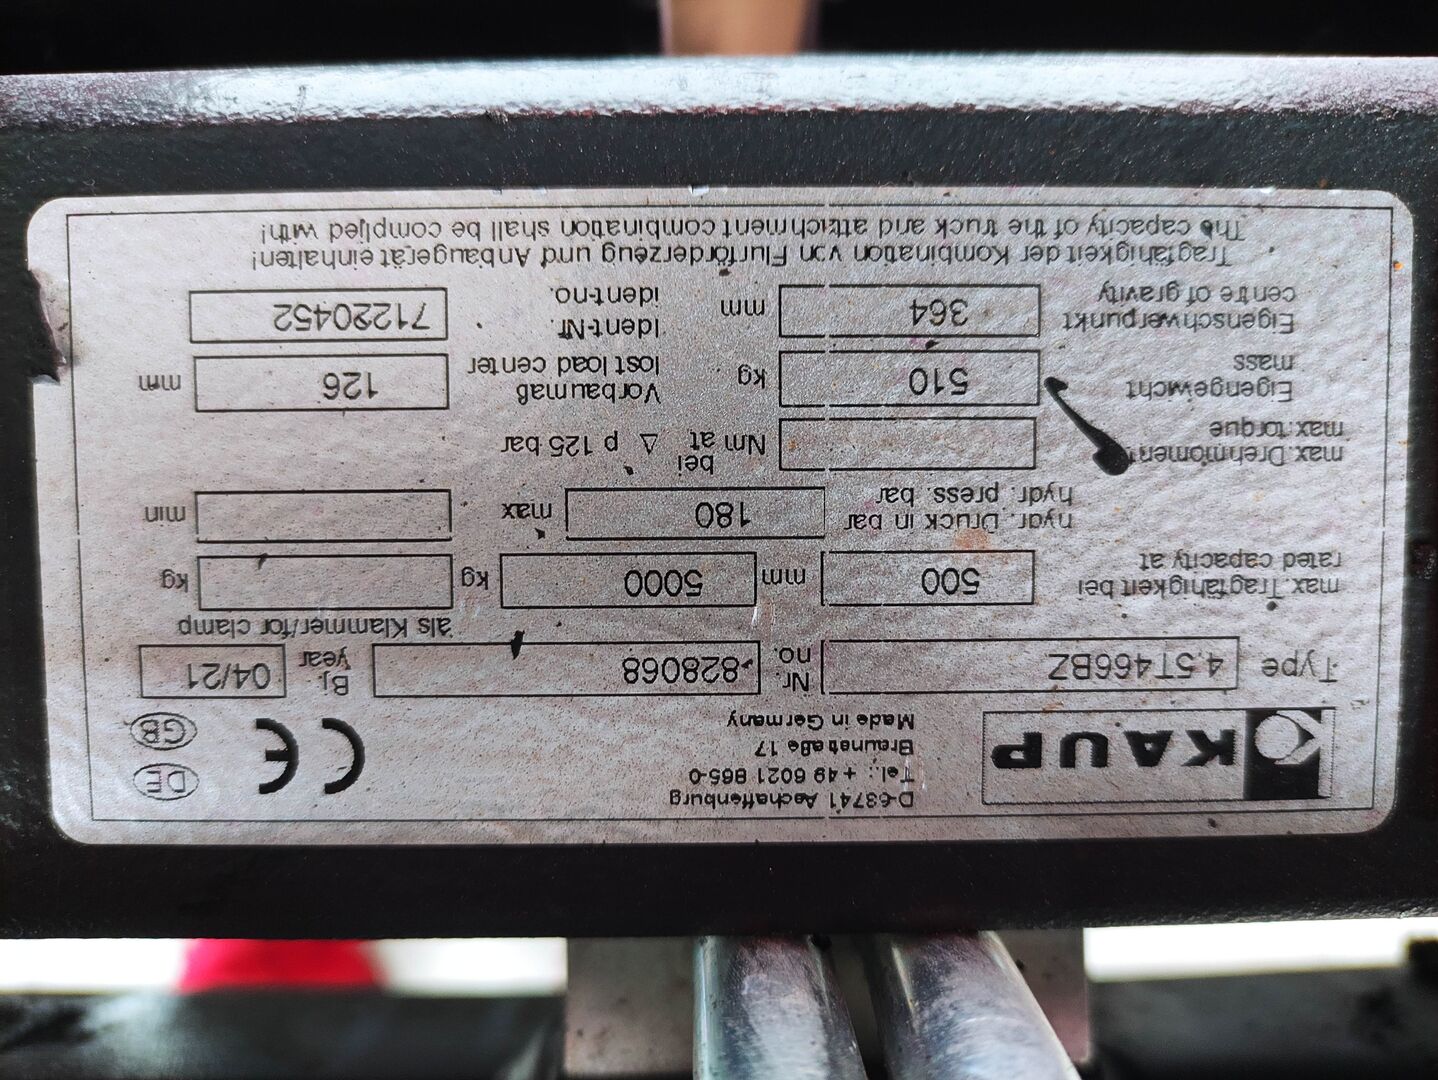 KAUP
D-63741 Aschaffenburg
Tel.: + 49 6021 865-0
Braunstraße 17
Made in Germany
CE
DE
GB
Type 4.5T466BZ Nr. no. 828068 Bj. year 04/21
als Klammer/for clamp
max. Tragfähigkeit bei
rated capacity at 500 mm 5000 kg kg
hydr. Druck in bar
hydr. press. bar 180 max min
max. Drehmoment
max. torque Nm bei at Δ p 125 bar
Eigengewicht
mass 510 kg
Vorbaumaß
lost load center 126 mm
Eigenschwerpunkt
centre of gravity 364 mm
Ident-Nr.
ident-no. 71220452
Tragfähigkeit der Kombination von Flurförderzeug und Anbaugerät einhalten!
The capacity of the truck and attachment combination shall be complied with!